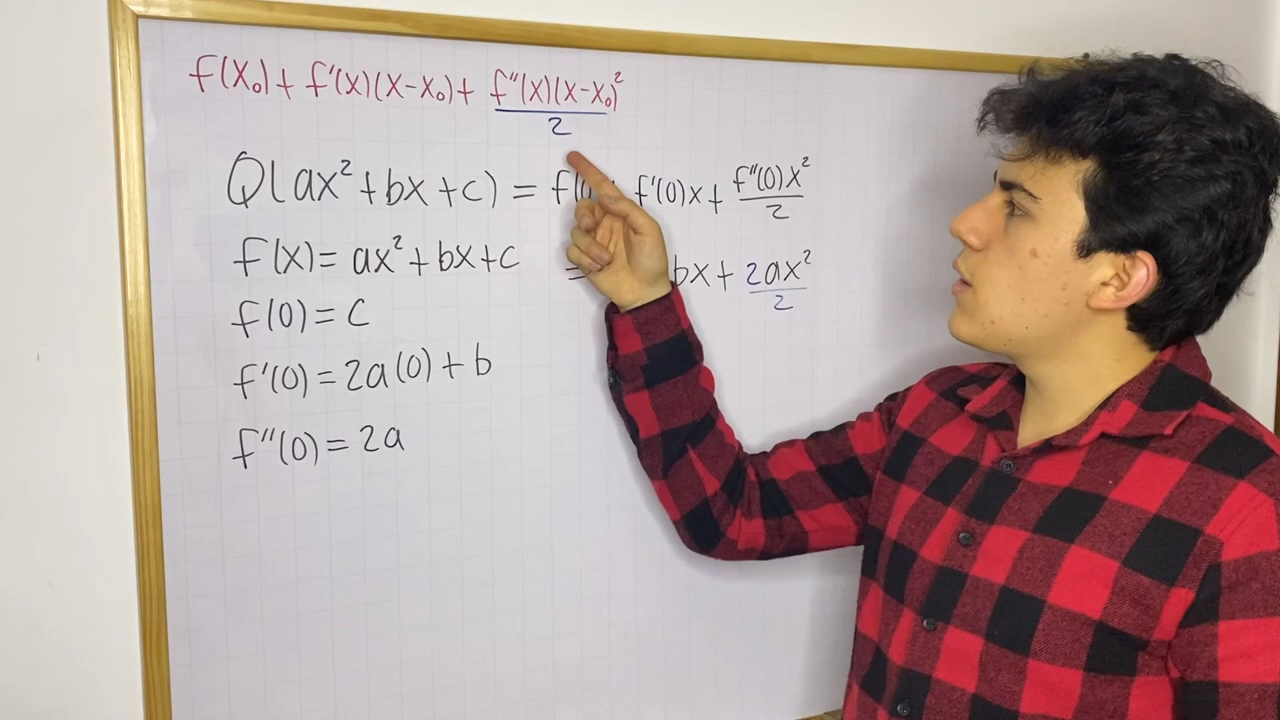 f(x₀) + f'(x)(x-x₀) + f''(x)(x-x₀)²/2
Q(ax² + bx + c) = f(0 f'(0)x + f''(0)x²/2
f(x) = ax² + bx + c
= bx + 2ax²/2
f(0) = c
f'(0) = 2a(0) + b
f''(0) = 2a